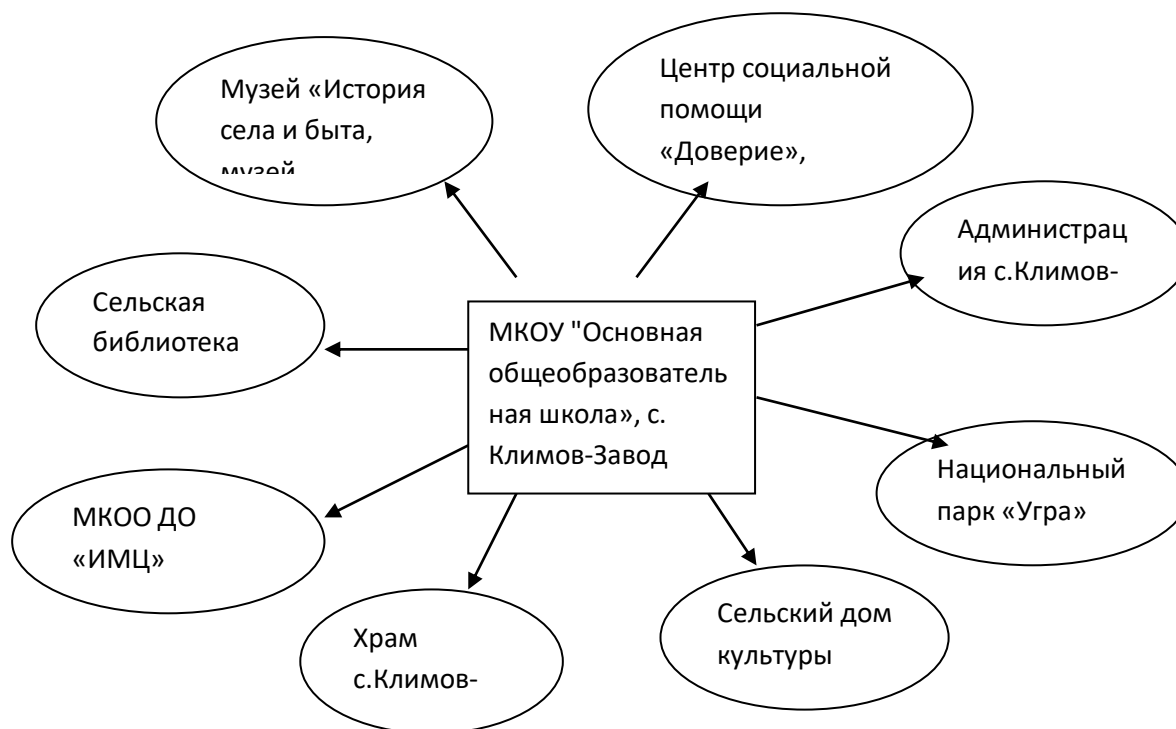 Музей «История
села и быта,
музей
Центр социальной
помощи
«Доверие»,
Администрац
ия с.Климов-
Сельская
библиотека
МКОУ "Основная
общеобразователь
ная школа», с.
Климов-Завод
Национальный
парк «Угра»
МКОО ДО
«ИМЦ»
Храм
с.Климов-
Сельский дом
культуры